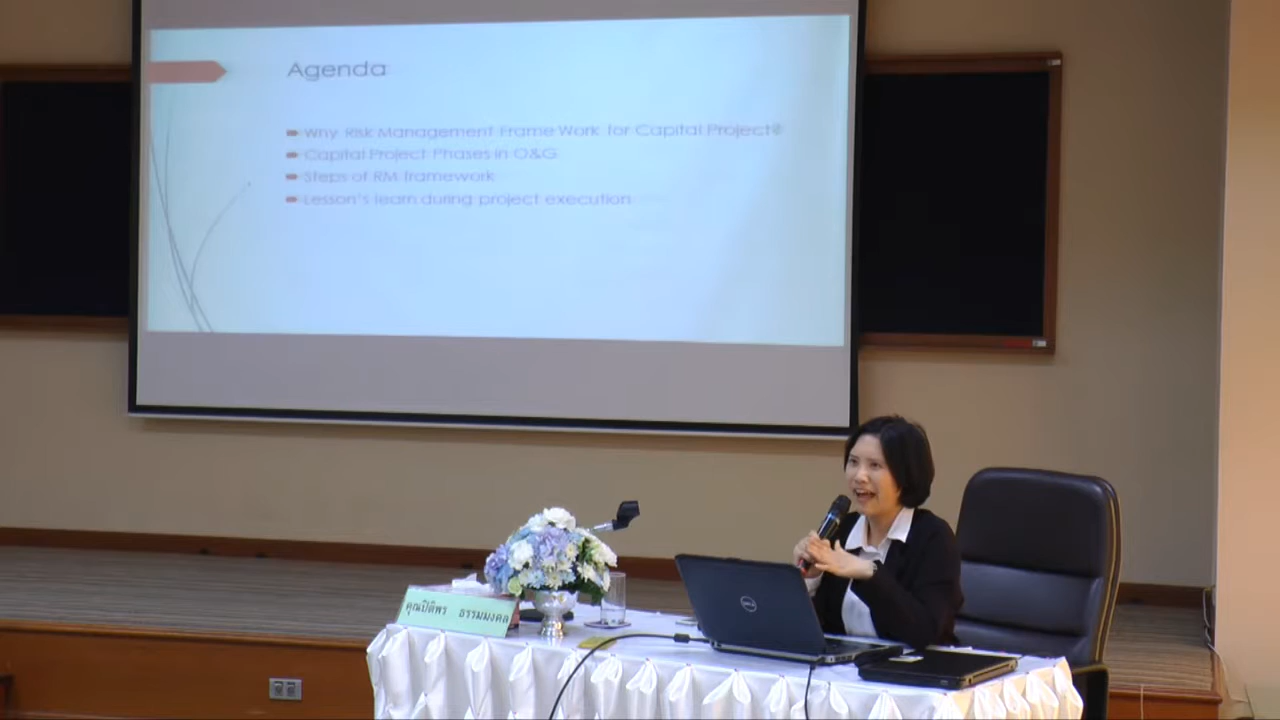 Agenda
Why Risk Management Frame Work for Capital Project?
Capital Project Phases in O&G
Steps of RM framework
Lesson's learn during project execution
คุณปิติพร ธรรมมงคล
DELL